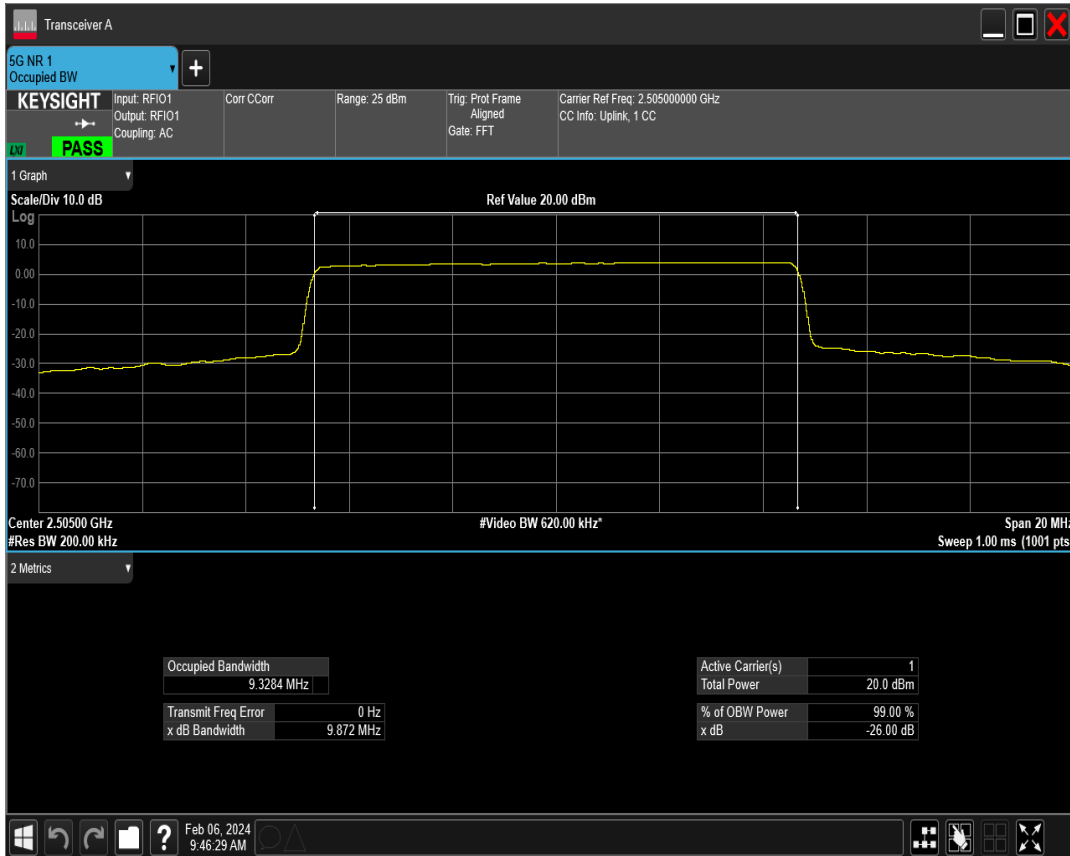 Transceiver A
5G NR 1
Occupied BW
KEYSIGHT
LXI
PASS
Input: RFIO1
Output: RFIO1
Coupling: AC
Corr CCorr
Range: 25 dBm
Trig: Prot Frame
Aligned
Gate: FFT
Carrier Ref Freq: 2.505000000 GHz
CC Info: Uplink, 1 CC
1 Graph
Scale/Div 10.0 dB
Ref Value 20.00 dBm
Log
10.0
0.00
-10.0
-20.0
-30.0
-40.0
-50.0
-60.0
-70.0
Center 2.50500 GHz
#Video BW 620.00 kHz*
Span 20 MHz
#Res BW 200.00 kHz
Sweep 1.00 ms (1001 pts
2 Metrics
Occupied Bandwidth
9.3284 MHz
Transmit Freq Error 0 Hz
x dB Bandwidth 9.872 MHz
Active Carrier(s) 1
Total Power 20.0 dBm
% of OBW Power 99.00 %
x dB -26.00 dB
?
Feb 06, 2024
9:46:29 AM